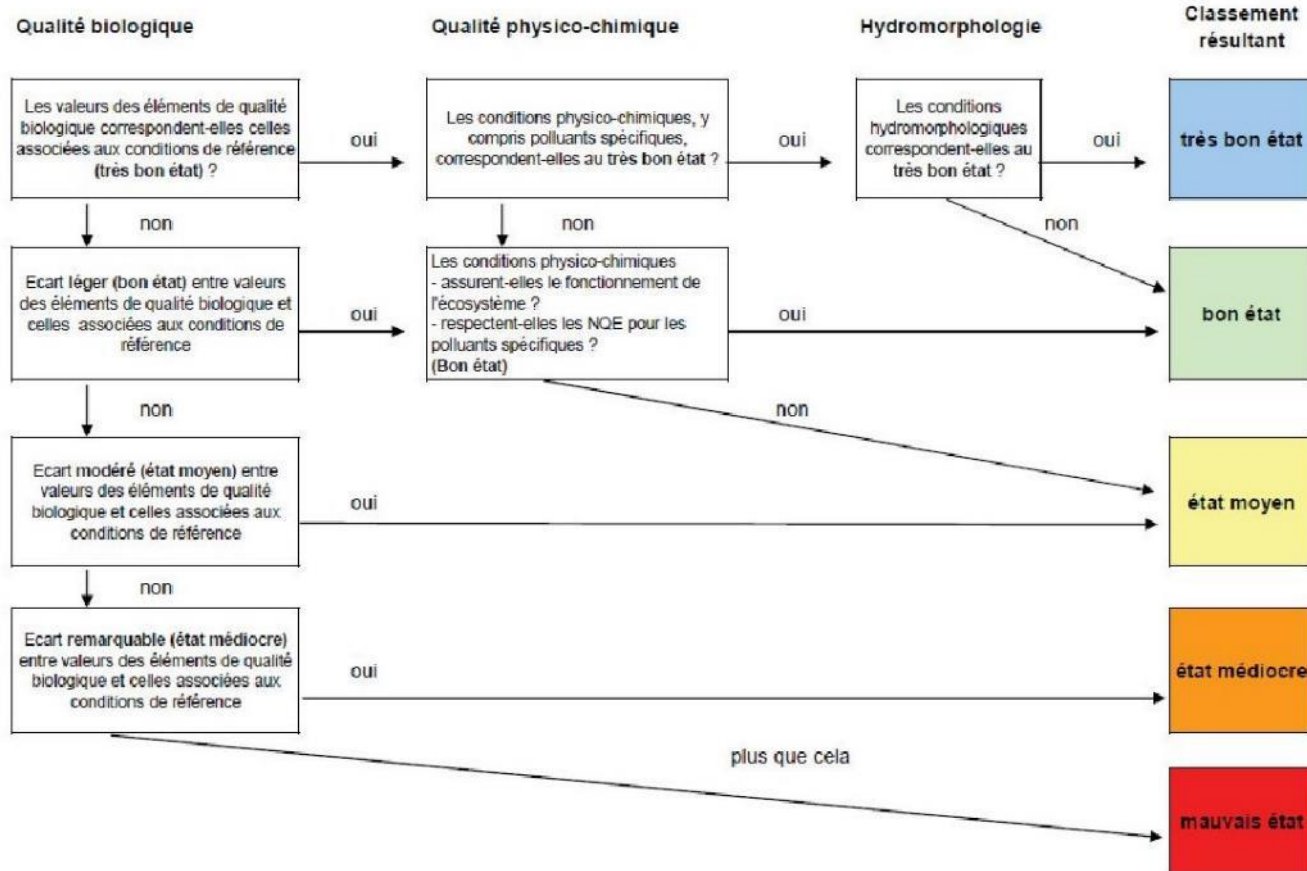 Qualité biologique
Qualité physico-chimique
Hydromorphologie
Classement
résultant
Les valeurs des éléments de qualité
biologique correspondent-elles celles
associées aux conditions de référence
(très bon état) ?
oui
Les conditions physico-chimiques, y
compris polluants spécifiques,
correspondent-elles au très bon état ?
oui
Les conditions
hydromorphologiques
correspondent-elles au
très bon état ?
oui
très bon état
non
non
non
Ecart léger (bon état) entre valeurs
des éléments de qualité biologique et
celles associées aux conditions de
référence
oui
Les conditions physico-chimiques
- assurent-elles le fonctionnement de
l'écosystème ?
- respectent-elles les NQE pour les
polluants spécifiques ?
(Bon état)
oui
bon état
non
non
Ecart modéré (état moyen) entre
valeurs des éléments de qualité
biologique et celles associées aux
conditions de référence
oui
état moyen
non
Ecart remarquable (état médiocre)
entre valeurs des éléments de qualité
biologique et celles associées aux
conditions de référence
oui
état médiocre
plus que cela
mauvais état